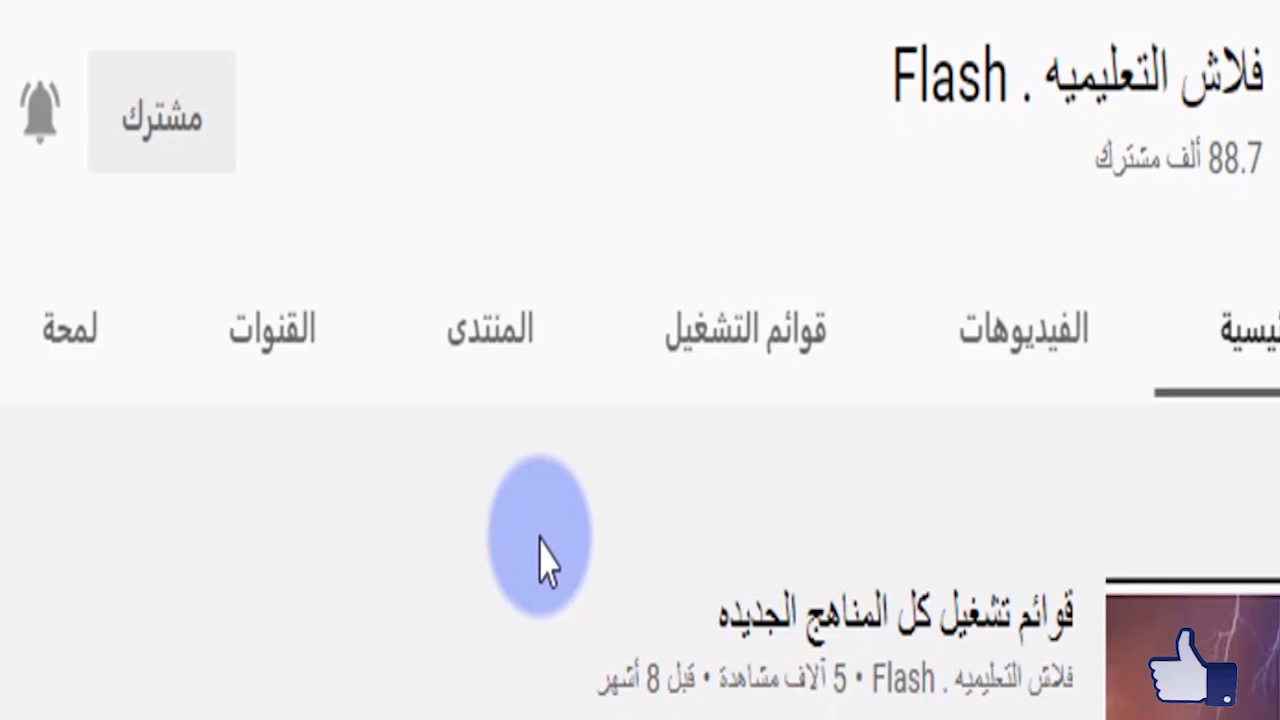 فلاش التعليميه . Flash
88.7 ألف مشترك
مشترك
الفيديوهات قوائم التشغيل المنتدى القنوات لمحة
قوائم تشغيل كل المناهج الجديده
فلاش التعليميه . Flash • 5 آلاف مشاهدة • قبل 8 أشهر